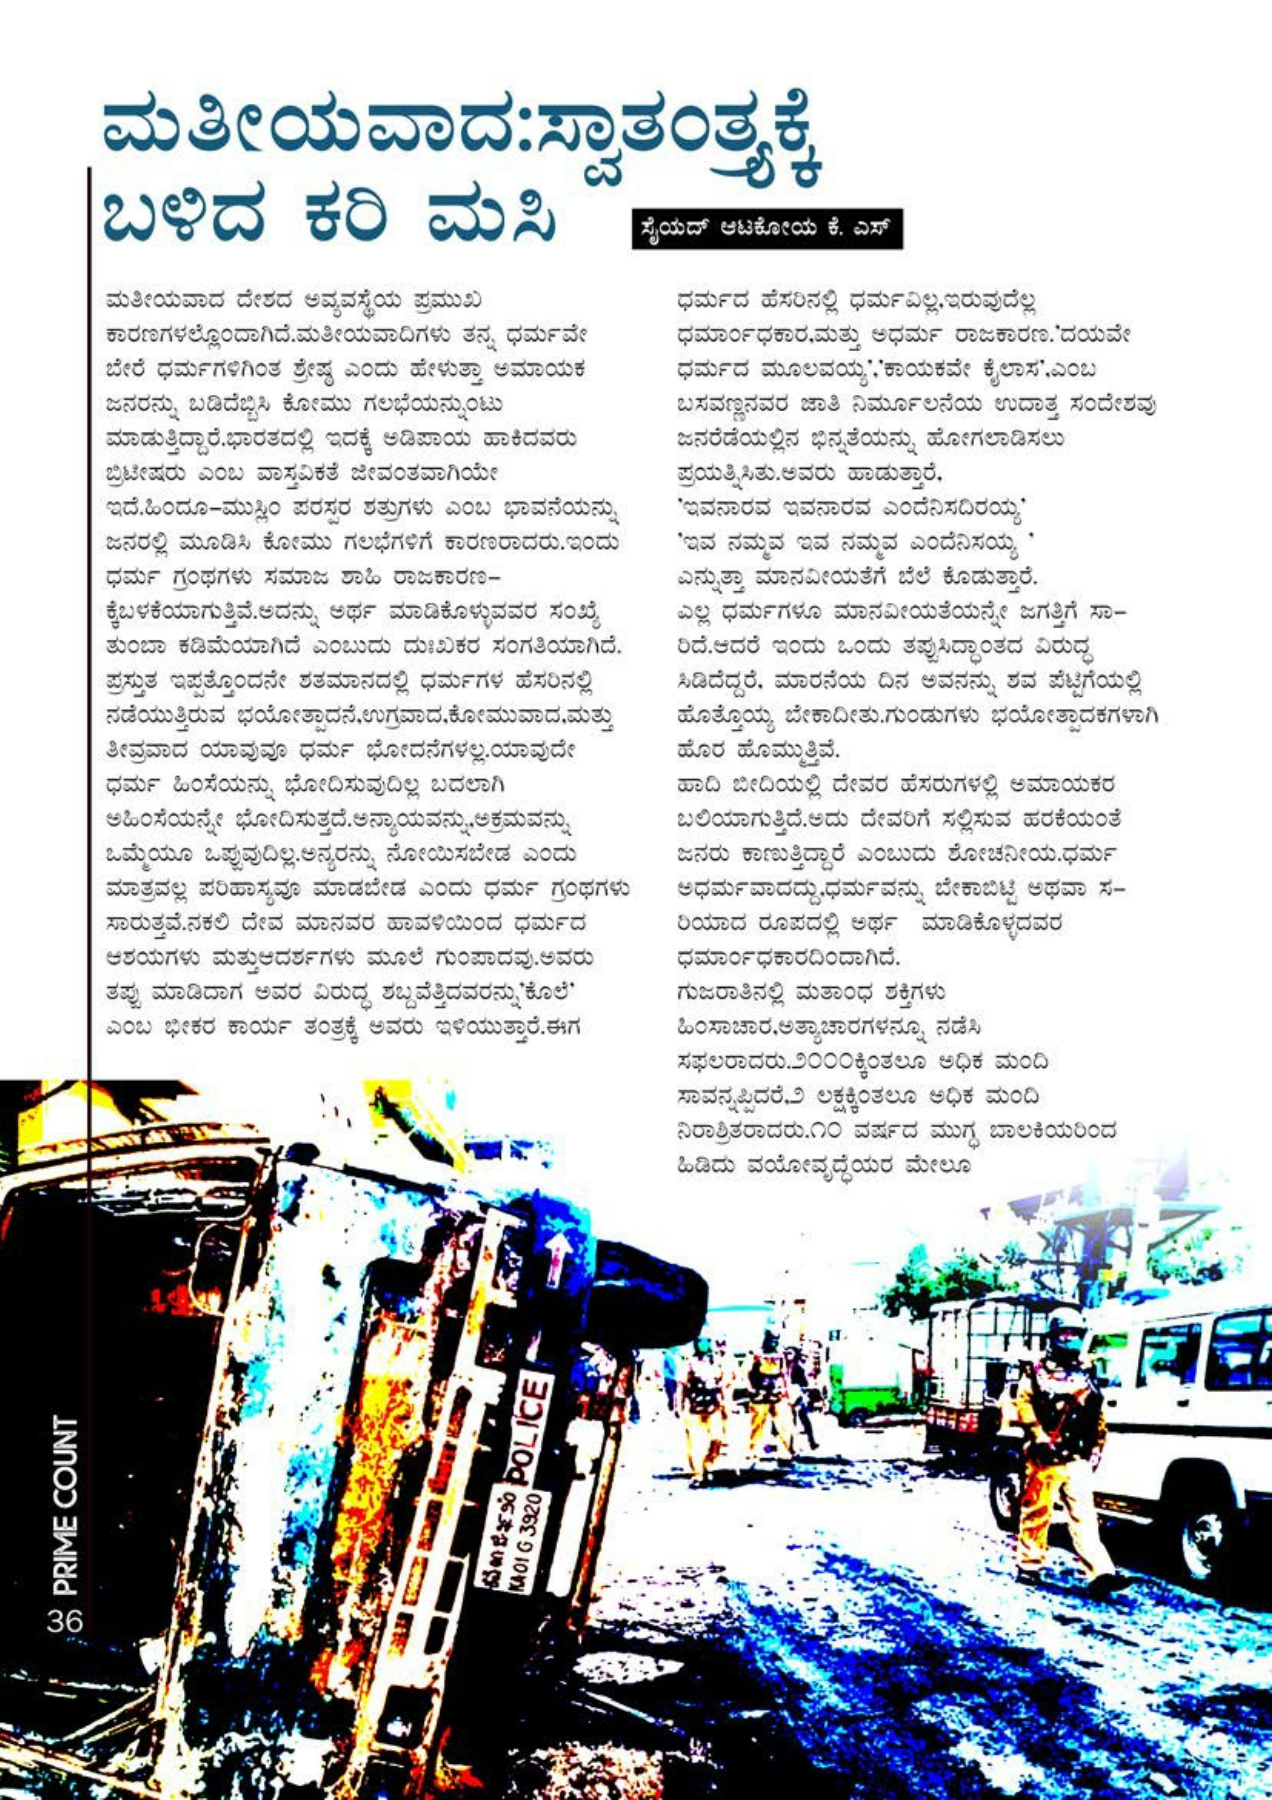 ಮತೀಯವಾದ:ಸ್ವಾತಂತ್ರ್ಯಕ್ಕೆ
ಬಳಿದ ಕರಿ ಮಸಿ
ಸೈಯದ್ ಆಟಕೋಯ ಕೆ. ಎಸ್
ಮತೀಯವಾದ ದೇಶದ ಅವ್ಯವಸ್ಥೆಯ ಪ್ರಮುಖ
ಕಾರಣಗಳಲ್ಲೊಂದಾಗಿದೆ.ಮತೀಯವಾದಿಗಳು ತನ್ನ ಧರ್ಮವೇ
ಬೇರೆ ಧರ್ಮಗಳಿಗಿಂತ ಶ್ರೇಷ್ಠ ಎಂದು ಹೇಳುತ್ತಾ ಅಮಾಯಕ
ಜನರನ್ನು ಬಡಿದೆಬ್ಬಿಸಿ ಕೋಮು ಗಲಭೆಯನ್ನುಂಟು
ಮಾಡುತ್ತಿದ್ದಾರೆ.ಭಾರತದಲ್ಲಿ ಇದಕ್ಕೆ ಅಡಿಪಾಯ ಹಾಕಿದವರು
ಬ್ರಿಟೀಷರು ಎಂಬ ವಾಸ್ತವಿಕತೆ ಜೀವಂತವಾಗಿಯೇ
ಇದೆ.ಹಿಂದೂ-ಮುಸ್ಲಿಂ ಪರಸ್ಪರ ಶತ್ರುಗಳು ಎಂಬ ಭಾವನೆಯನ್ನು
ಜನರಲ್ಲಿ ಮೂಡಿಸಿ ಕೋಮು ಗಲಭೆಗಳಿಗೆ ಕಾರಣರಾದರು.ಇಂದು
ಧರ್ಮ ಗ್ರಂಥಗಳು ಸಮಾಜ ಶಾಹಿ ರಾಜಕಾರಣ-
ಕ್ಕೆಬಳಕೆಯಾಗುತ್ತಿವೆ.ಅದನ್ನು ಅರ್ಥ ಮಾಡಿಕೊಳ್ಳುವವರ ಸಂಖ್ಯೆ
ತುಂಬಾ ಕಡಿಮೆಯಾಗಿದೆ ಎಂಬುದು ದುಃಖಕರ ಸಂಗತಿಯಾಗಿದೆ.
ಪ್ರಸ್ತುತ ಇಪ್ಪತ್ತೊಂದನೇ ಶತಮಾನದಲ್ಲಿ ಧರ್ಮಗಳ ಹೆಸರಿನಲ್ಲಿ
ನಡೆಯುತ್ತಿರುವ ಭಯೋತ್ಪಾದನೆ,ಉಗ್ರವಾದ,ಕೋಮುವಾದ,ಮತ್ತು
ತೀವ್ರವಾದ ಯಾವುವೂ ಧರ್ಮ ಭೋದನೆಗಳಲ್ಲ.ಯಾವುದೇ
ಧರ್ಮ ಹಿಂಸೆಯನ್ನು ಭೋದಿಸುವುದಿಲ್ಲ ಬದಲಾಗಿ
ಅಹಿಂಸೆಯನ್ನೇ ಭೋದಿಸುತ್ತದೆ.ಅನ್ಯಾಯವನ್ನು,ಅಕ್ರಮವನ್ನು
ಒಮ್ಮೆಯೂ ಒಪ್ಪುವುದಿಲ್ಲ.ಅನ್ಯರನ್ನು ನೋಯಿಸಬೇಡ ಎಂದು
ಮಾತ್ರವಲ್ಲ ಪರಿಹಾಸ್ಯವೂ ಮಾಡಬೇಡ ಎಂದು ಧರ್ಮ ಗ್ರಂಥಗಳು
ಸಾರುತ್ತವೆ.ನಕಲಿ ದೇವ ಮಾನವರ ಹಾವಳಿಯಿಂದ ಧರ್ಮದ
ಆಶಯಗಳು ಮತ್ತುಆದರ್ಶಗಳು ಮೂಲೆ ಗುಂಪಾದವು.ಅವರು
ತಪ್ಪು ಮಾಡಿದಾಗ ಅವರ ವಿರುದ್ಧ ಶಬ್ದವೆತ್ತಿದವರನ್ನು'ಕೊಲೆ'
ಎಂಬ ಭೀಕರ ಕಾರ್ಯ ತಂತ್ರಕ್ಕೆ ಅವರು ಇಳಿಯುತ್ತಾರೆ.ಈಗ
ಧರ್ಮದ ಹೆಸರಿನಲ್ಲಿ ಧರ್ಮವಿಲ್ಲ,ಇರುವುದೆಲ್ಲ
ಧರ್ಮಾಂಧಕಾರ,ಮತ್ತು ಅಧರ್ಮ ರಾಜಕಾರಣ.'ದಯವೇ
ಧರ್ಮದ ಮೂಲವಯ್ಯ','ಕಾಯಕವೇ ಕೈಲಾಸ',ಎಂಬ
ಬಸವಣ್ಣನವರ ಜಾತಿ ನಿರ್ಮೂಲನೆಯ ಉದಾತ್ತ ಸಂದೇಶವು
ಜನರೆಡೆಯಲ್ಲಿನ ಭಿನ್ನತೆಯನ್ನು ಹೋಗಲಾಡಿಸಲು
ಪ್ರಯತ್ನಿಸಿತು.ಅವರು ಹಾಡುತ್ತಾರೆ,
'ಇವನಾರವ ಇವನಾರವ ಎಂದೆನಿಸದಿರಯ್ಯ'
'ಇವ ನಮ್ಮವ ಇವ ನಮ್ಮವ ಎಂದೆನಿಸಯ್ಯ '
ಎನ್ನುತ್ತಾ ಮಾನವೀಯತೆಗೆ ಬೆಲೆ ಕೊಡುತ್ತಾರೆ.
ಎಲ್ಲ ಧರ್ಮಗಳೂ ಮಾನವೀಯತೆಯನ್ನೇ ಜಗತ್ತಿಗೆ ಸಾ-
ರಿದೆ.ಆದರೆ ಇಂದು ಒಂದು ತಪ್ಪುಸಿದ್ಧಾಂತದ ವಿರುದ್ಧ
ಸಿಡಿದೆದ್ದರೆ, ಮಾರನೆಯ ದಿನ ಅವನನ್ನು ಶವ ಪೆಟ್ಟಿಗೆಯಲ್ಲಿ
ಹೊತ್ತೊಯ್ಯ ಬೇಕಾದೀತು.ಗುಂಡುಗಳು ಭಯೋತ್ಪಾದಕಗಳಾಗಿ
ಹೊರ ಹೊಮ್ಮುತ್ತಿವೆ.
ಹಾದಿ ಬೀದಿಯಲ್ಲಿ ದೇವರ ಹೆಸರುಗಳಲ್ಲಿ ಅಮಾಯಕರ
ಬಲಿಯಾಗುತ್ತಿದೆ.ಅದು ದೇವರಿಗೆ ಸಲ್ಲಿಸುವ ಹರಕೆಯಂತೆ
ಜನರು ಕಾಣುತ್ತಿದ್ದಾರೆ ಎಂಬುದು ಶೋಚನೀಯ.ಧರ್ಮ
ಅಧರ್ಮವಾದದ್ದು,ಧರ್ಮವನ್ನು ಬೇಕಾಬಿಟ್ಟಿ ಅಥವಾ ಸ-
ರಿಯಾದ ರೂಪದಲ್ಲಿ ಅರ್ಥ ಮಾಡಿಕೊಳ್ಳದವರ
ಧರ್ಮಾಂಧಕಾರದಿಂದಾಗಿದೆ.
ಗುಜರಾತಿನಲ್ಲಿ ಮತಾಂಧ ಶಕ್ತಿಗಳು
ಹಿಂಸಾಚಾರ,ಅತ್ಯಾಚಾರಗಳನ್ನೂ ನಡೆಸಿ
ಸಫಲರಾದರು.೨೦೦೦ಕ್ಕಿಂತಲೂ ಅಧಿಕ ಮಂದಿ
ಸಾವನ್ನಪ್ಪಿದರೆ,೨ ಲಕ್ಷಕ್ಕಿಂತಲೂ ಅಧಿಕ ಮಂದಿ
ನಿರಾಶ್ರಿತರಾದರು.೧೦ ವರ್ಷದ ಮುಗ್ಧ ಬಾಲಕಿಯರಿಂದ
ಹಿಡಿದು ವಯೋವೃದ್ಧೆಯರ ಮೇಲೂ
POLICE
KA 01 G 3920
PRIME COUNT
36